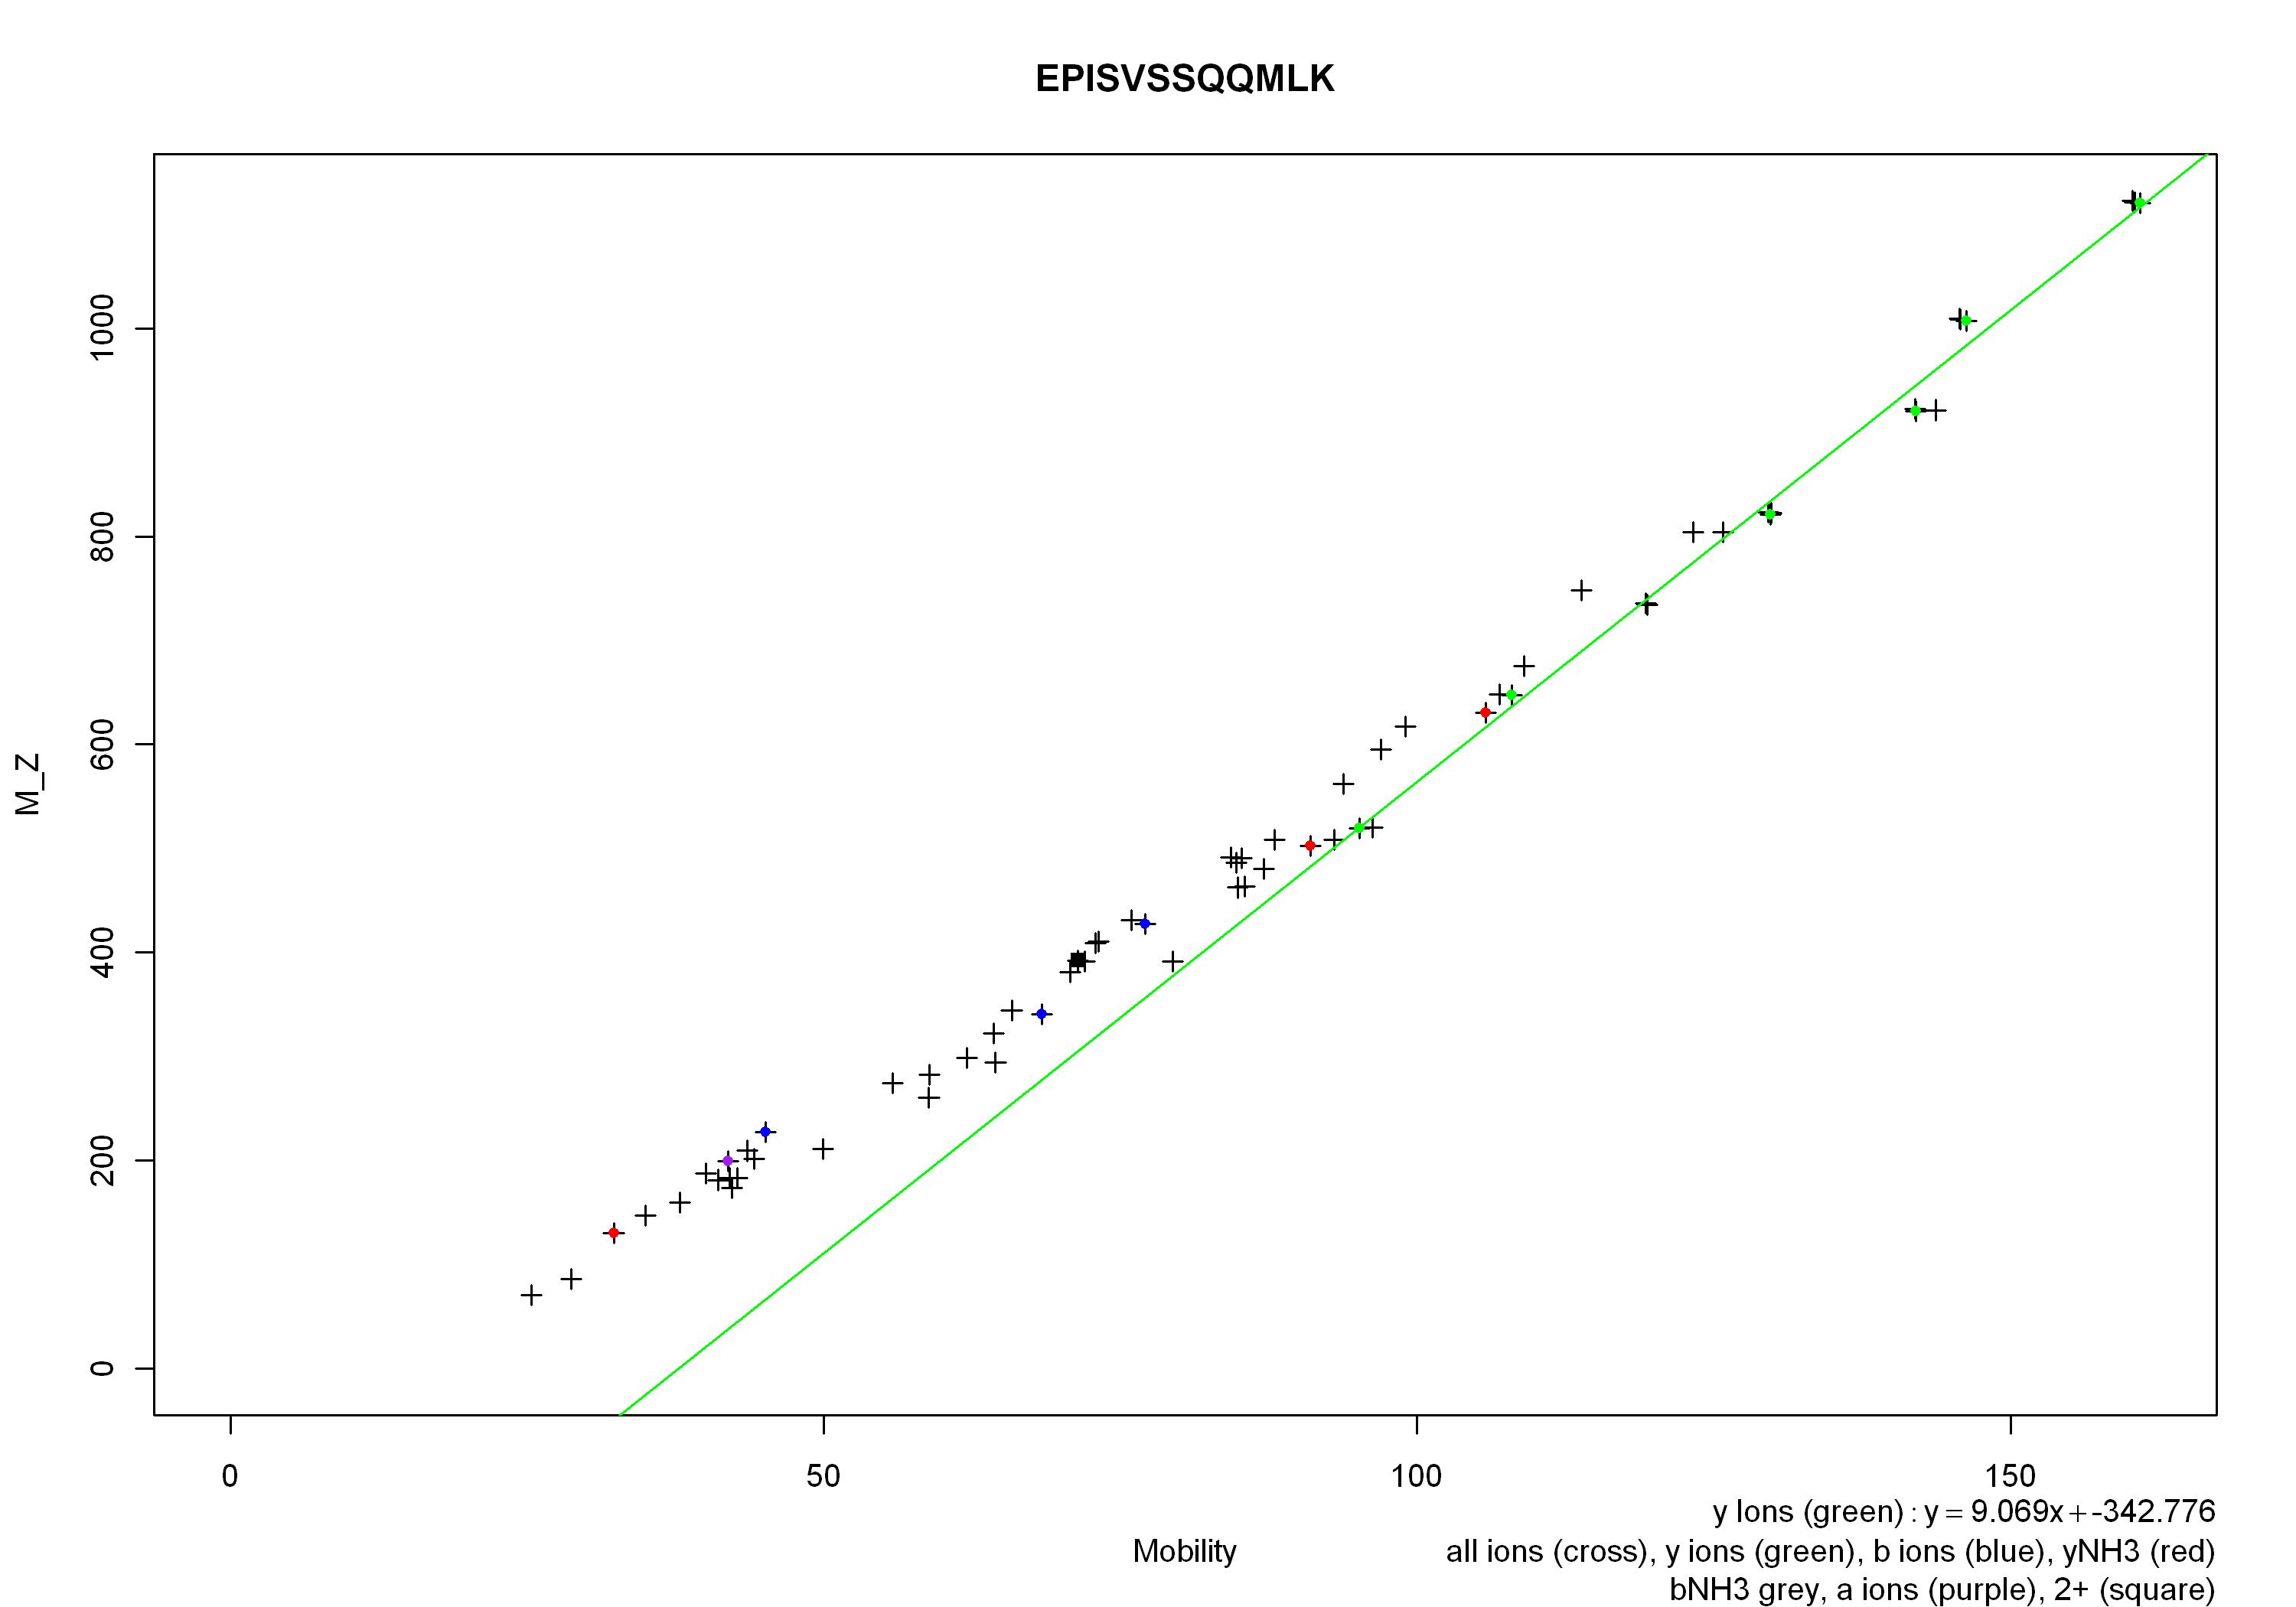 EPISVSSQQMLK
1000
800
600
400
200
0
M_Z
0 50 100 150
y Ions (green) : y = 9.069x + -342.776
Mobility all ions (cross), y ions (green), b ions (blue), yNH3 (red)
bNH3 grey, a ions (purple), 2+ (square)